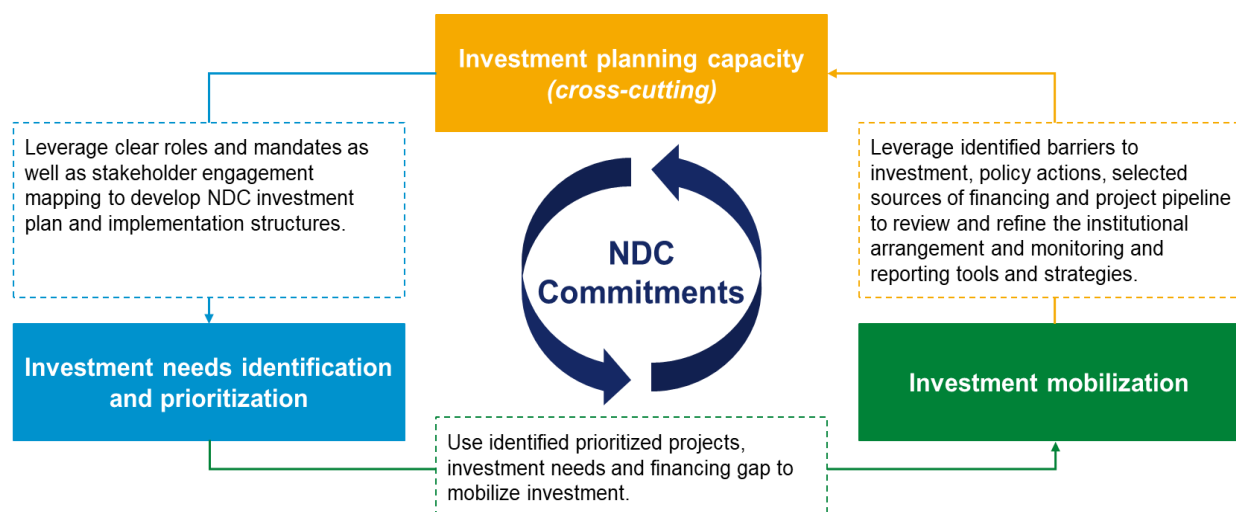 Investment planning capacity
(cross-cutting)
Leverage clear roles and mandates as
well as stakeholder engagement
mapping to develop NDC investment
plan and implementation structures.
Leverage identified barriers to
investment, policy actions, selected
sources of financing and project pipeline
to review and refine the institutional
arrangement and monitoring and
reporting tools and strategies.
NDC
Commitments
Investment needs identification
and prioritization
Investment mobilization
Use identified prioritized projects,
investment needs and financing gap to
mobilize investment.